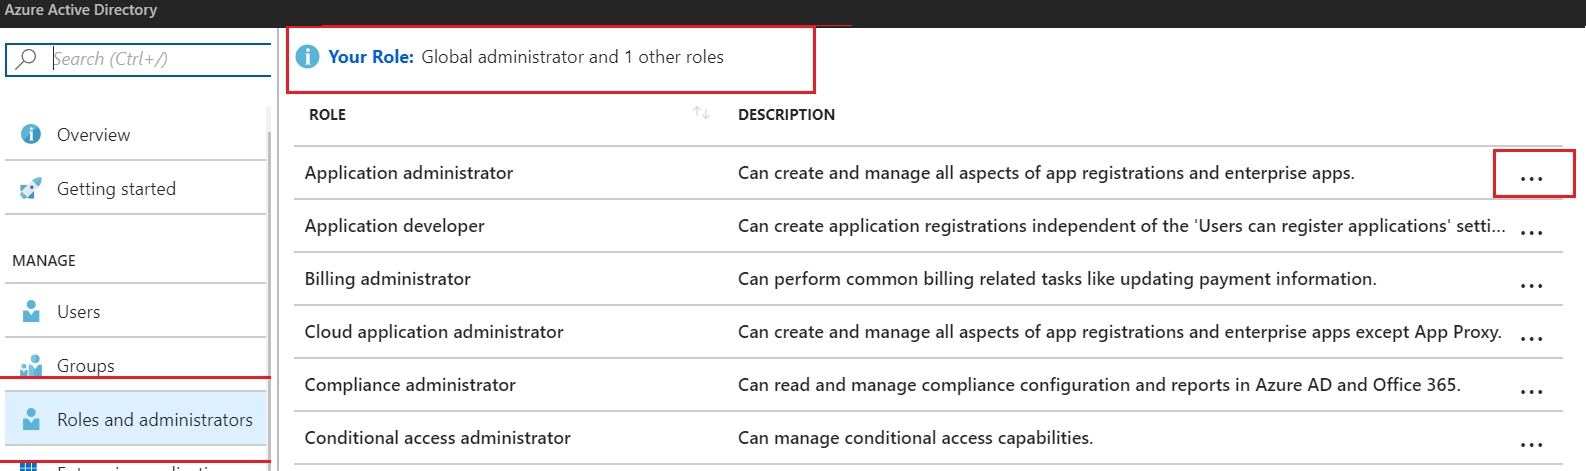 Azure Active Directory
Search (Ctrl+/)
Overview
Getting started
MANAGE
Users
Groups
Roles and administrators
Your Role: Global administrator and 1 other roles
ROLE DESCRIPTION
Application administrator Can create and manage all aspects of app registrations and enterprise apps. ...
Application developer Can create application registrations independent of the 'Users can register applications' setti... ...
Billing administrator Can perform common billing related tasks like updating payment information. ...
Cloud application administrator Can create and manage all aspects of app registrations and enterprise apps except App Proxy. ...
Compliance administrator Can read and manage compliance configuration and reports in Azure AD and Office 365. ...
Conditional access administrator Can manage conditional access capabilities. ...